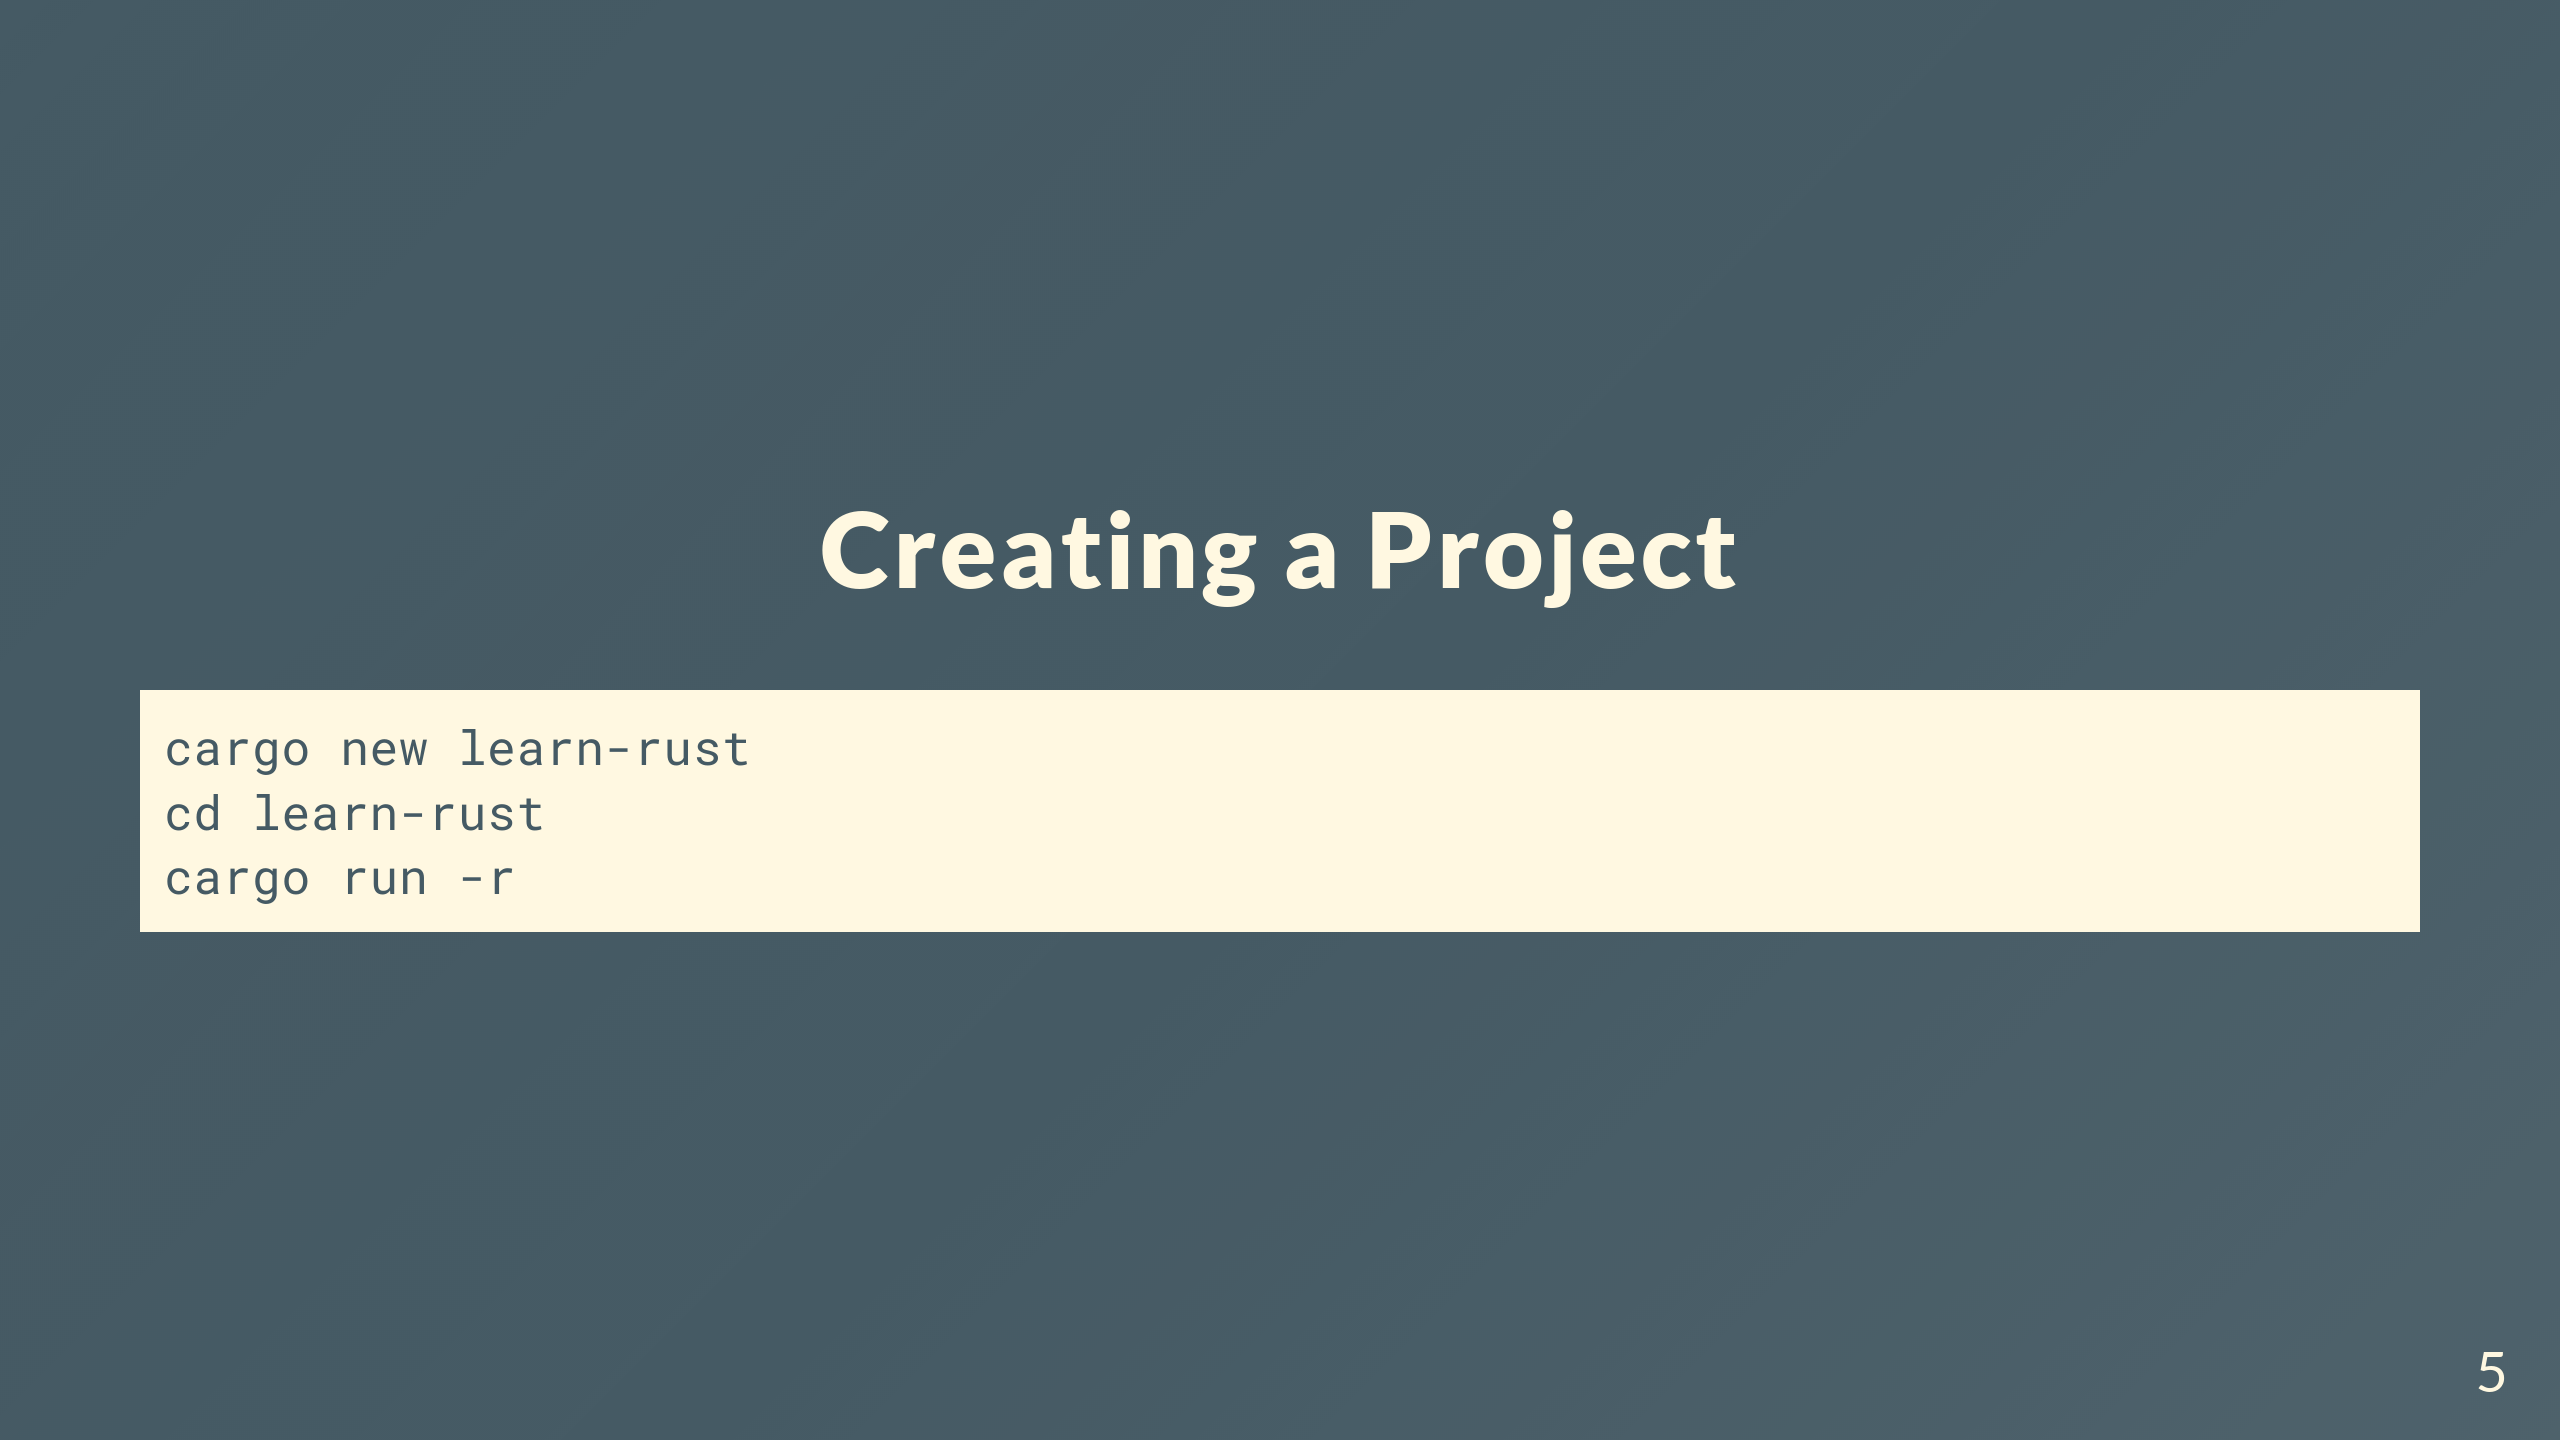 Creating a Project
cargo new learn-rust
cd learn-rust
cargo run -r
5